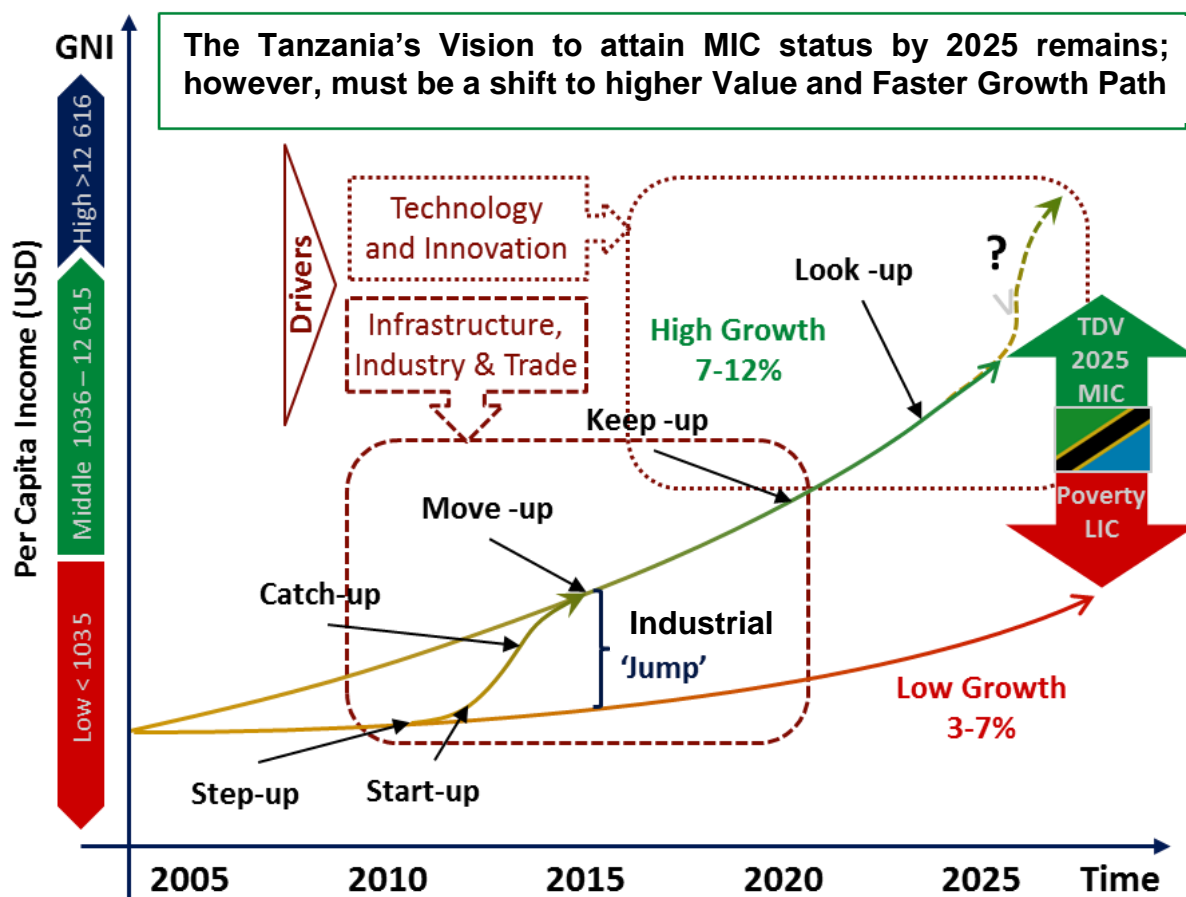 GNI
The Tanzania's Vision to attain MIC status by 2025 remains;
however, must be a shift to higher Value and Faster Growth Path
Per Capita Income (USD)
High >12 616
Middle 1036 – 12 615
Low < 1035
Drivers
Technology
and Innovation
Infrastructure,
Industry & Trade
?
Look -up
High Growth
7-12%
Keep -up
TDV
2025
MIC
Poverty
LIC
Move -up
Catch-up
Industrial
'Jump'
Low Growth
3-7%
Step-up
Start-up
2005
2010
2015
2020
2025
Time